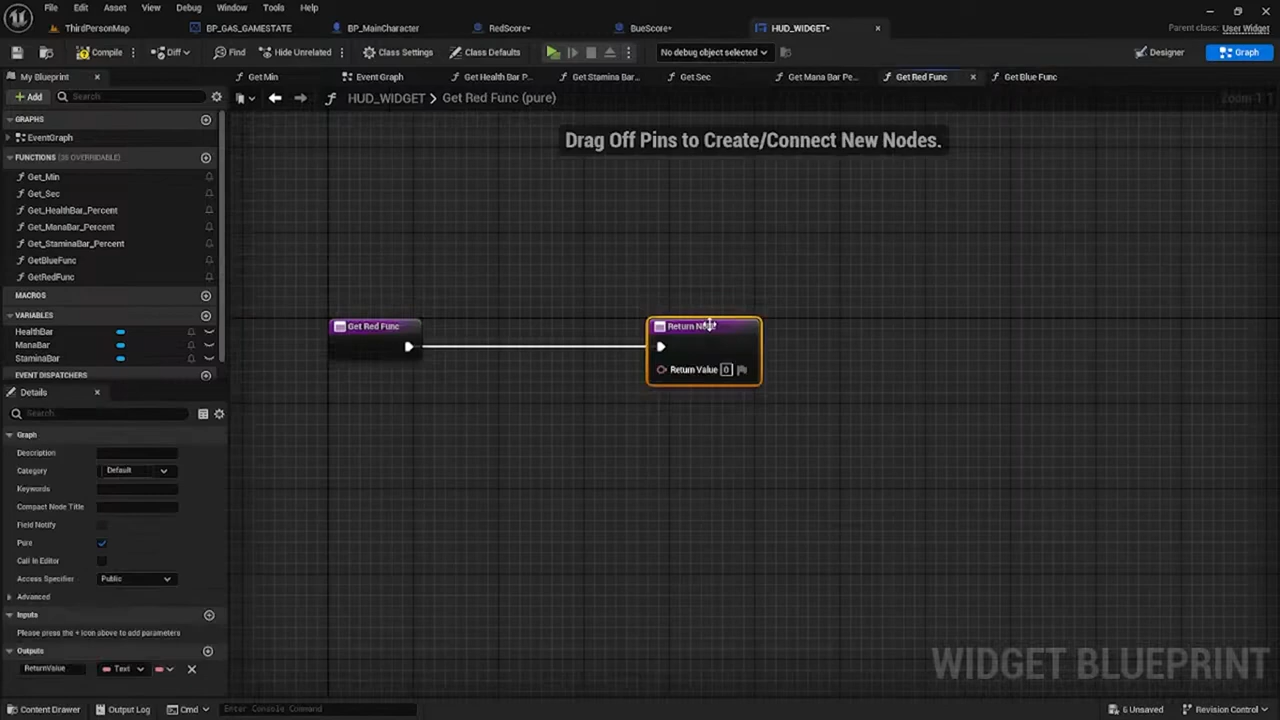 File Edit Asset View Debug Window Tools Help
ThirdPersonMap BP_GAS_GAMESTATE BP_MainCharacter RedScore* BueScore* HUD_WIDGET* Parent class: User Widget
Compile Diff Find Hide Unrelated Class Settings Class Defaults No debug object selected Designer Graph
My Blueprint Get Min Event Graph Get Health Bar P... Get Stamina Bar... Get Sec Get Mana Bar Pe... Get Red Func Get Blue Func
Add Search HUD_WIDGET > Get Red Func (pure) Zoom 1:1
GRAPHS
EventGraph
Drag Off Pins to Create/Connect New Nodes.
FUNCTIONS (38 OVERRIDABLE)
Get_Min
Get_Sec
Get_HealthBar_Percent
Get_ManaBar_Percent
Get_StaminaBar_Percent
GetBlueFunc
GetRedFunc
MACROS
VARIABLES
HealthBar
ManaBar
StaminaBar
EVENT DISPATCHERS
Get Red Func
Return
Return Value 0
Details
Search
Graph
Description
Category Default
Keywords
Compact Node Title
Field Notify
Pure
Call In Editor
Access Specifier Public
Advanced
Inputs
Please press the + icon above to add parameters
Outputs
ReturnValue Text
WIDGET BLUEPRINT
Content Drawer Output Log Cmd Enter Console Command 6 Unsaved Revision Control